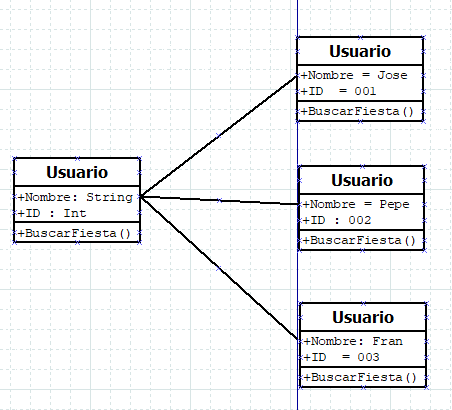 Usuario
+Nombre = Jose
+ID = 001
+BuscarFiesta()
Usuario
+Nombre: String
+ID : Int
+BuscarFiesta()
Usuario
+Nombre = Pepe
+ID : 002
+BuscarFiesta()
Usuario
+Nombre: Fran
+ID = 003
+BuscarFiesta()